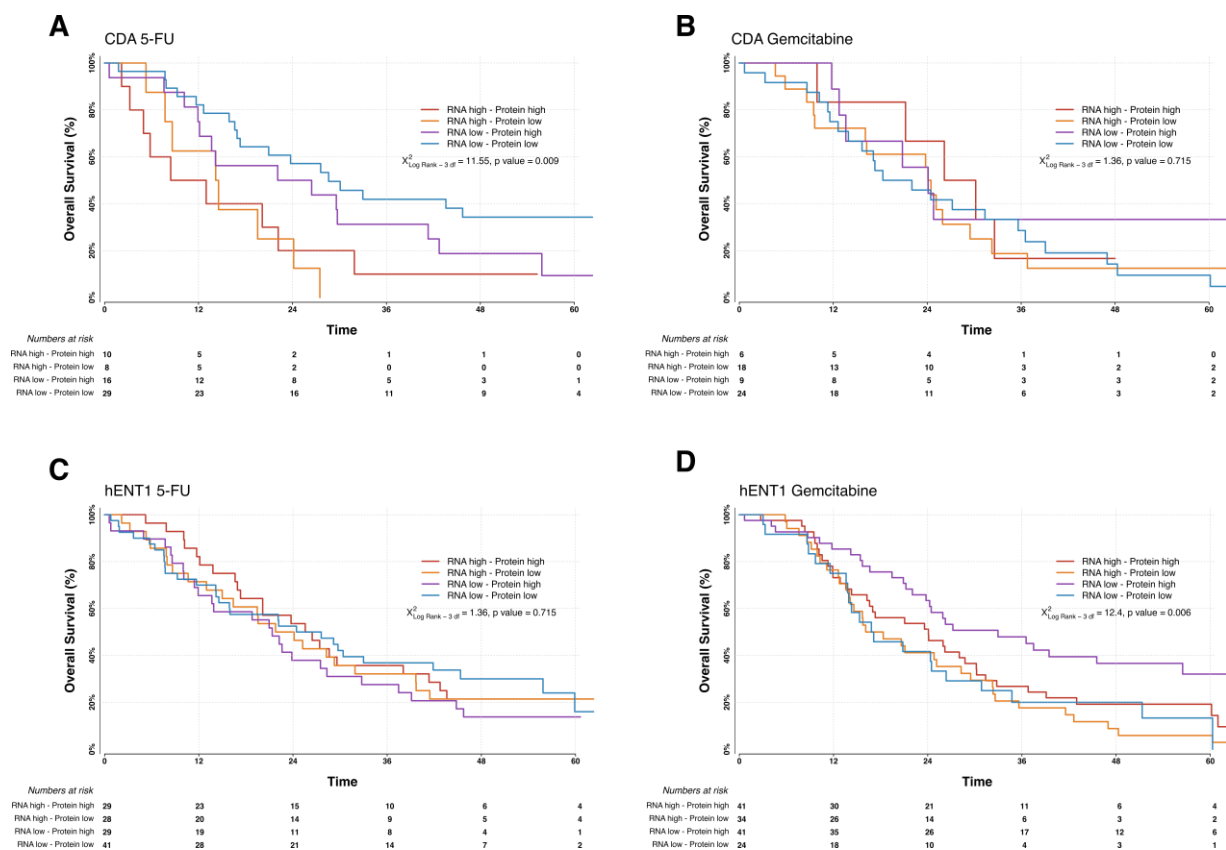 A
CDA 5-FU
Overall Survival (%)
100%
80%
60%
40%
20%
0%
RNA high - Protein high
RNA high - Protein low
RNA low - Protein high
RNA low - Protein low
X² Log Rank – 3 df = 11.55, p value = 0.009
0 12 24 36 48 60
Time
Numbers at risk
RNA high - Protein high 10 5 2 1 1 0
RNA high - Protein low 8 5 2 0 0 0
RNA low - Protein high 16 12 8 5 3 1
RNA low - Protein low 29 23 16 11 9 4
B
CDA Gemcitabine
Overall Survival (%)
100%
80%
60%
40%
20%
0%
RNA high - Protein high
RNA high - Protein low
RNA low - Protein high
RNA low - Protein low
X² Log Rank – 3 df = 1.36, p value = 0.715
0 12 24 36 48 60
Time
Numbers at risk
RNA high - Protein high 6 5 4 1 1 0
RNA high - Protein low 18 13 10 3 2 2
RNA low - Protein high 9 8 5 3 3 2
RNA low - Protein low 24 18 11 6 3 2
C
hENT1 5-FU
Overall Survival (%)
100%
80%
60%
40%
20%
0%
RNA high - Protein high
RNA high - Protein low
RNA low - Protein high
RNA low - Protein low
X² Log Rank – 3 df = 1.36, p value = 0.715
0 12 24 36 48 60
Time
Numbers at risk
RNA high - Protein high 29 23 15 10 6 4
RNA high - Protein low 28 20 14 9 5 4
RNA low - Protein high 29 19 11 8 4 1
RNA low - Protein low 41 28 21 14 7 2
D
hENT1 Gemcitabine
Overall Survival (%)
100%
80%
60%
40%
20%
0%
RNA high - Protein high
RNA high - Protein low
RNA low - Protein high
RNA low - Protein low
X² Log Rank – 3 df = 12.4, p value = 0.006
0 12 24 36 48 60
Time
Numbers at risk
RNA high - Protein high 41 30 21 11 6 4
RNA high - Protein low 34 26 14 6 3 2
RNA low - Protein high 41 35 26 17 12 6
RNA low - Protein low 24 18 10 4 3 1